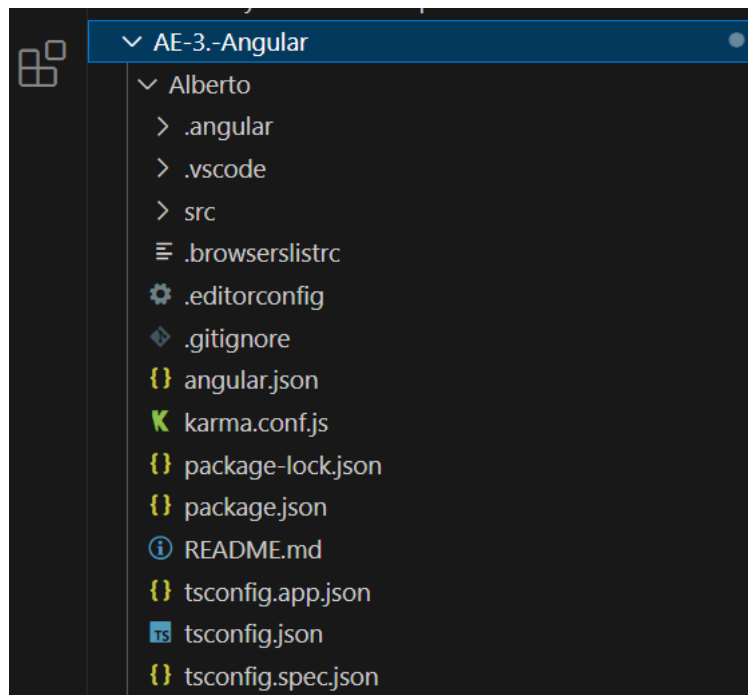 AE-3.-Angular
Alberto
.angular
.vscode
src
.browserslistrc
.editorconfig
.gitignore
{} angular.json
karma.conf.js
{} package-lock.json
{} package.json
README.md
{} tsconfig.app.json
TS tsconfig.json
{} tsconfig.spec.json